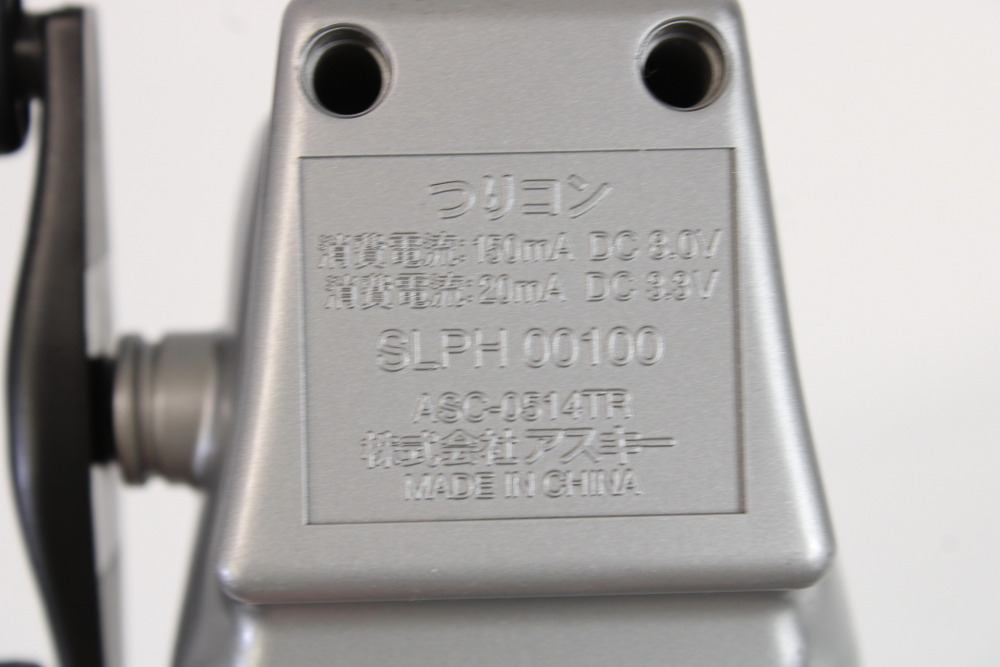 つりコン
消費電流:150mA DC 8.0V
消費電流:20mA DC 3.3V
SLPH 00100
ASC-0514TR
株式会社アスキー
MADE IN CHINA